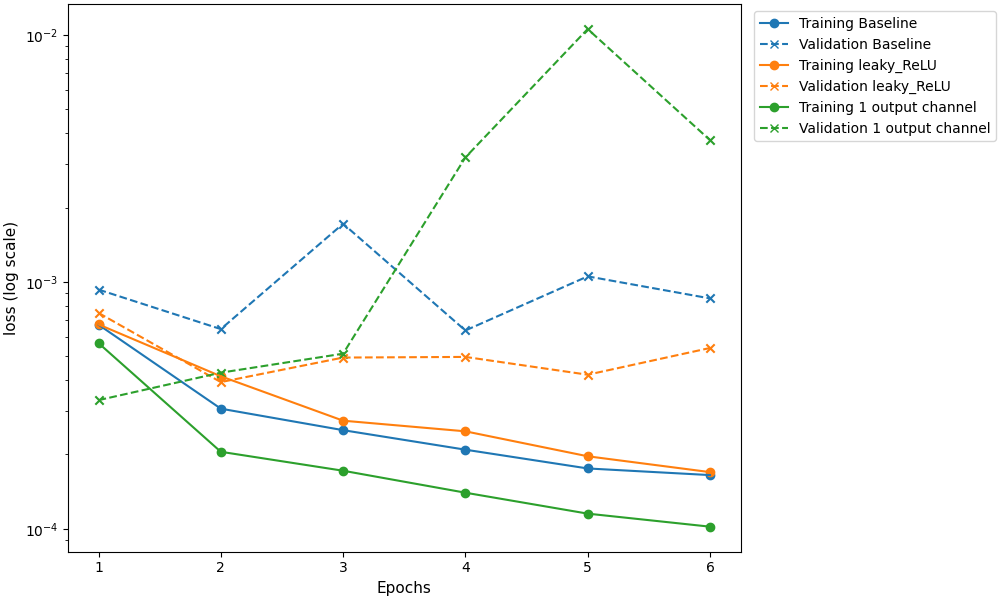 Training Baseline
Validation Baseline
Training leaky_ReLU
Validation leaky_ReLU
Training 1 output channel
Validation 1 output channel
loss (log scale)
10⁻²
10⁻³
10⁻⁴
1 2 3 4 5 6
Epochs